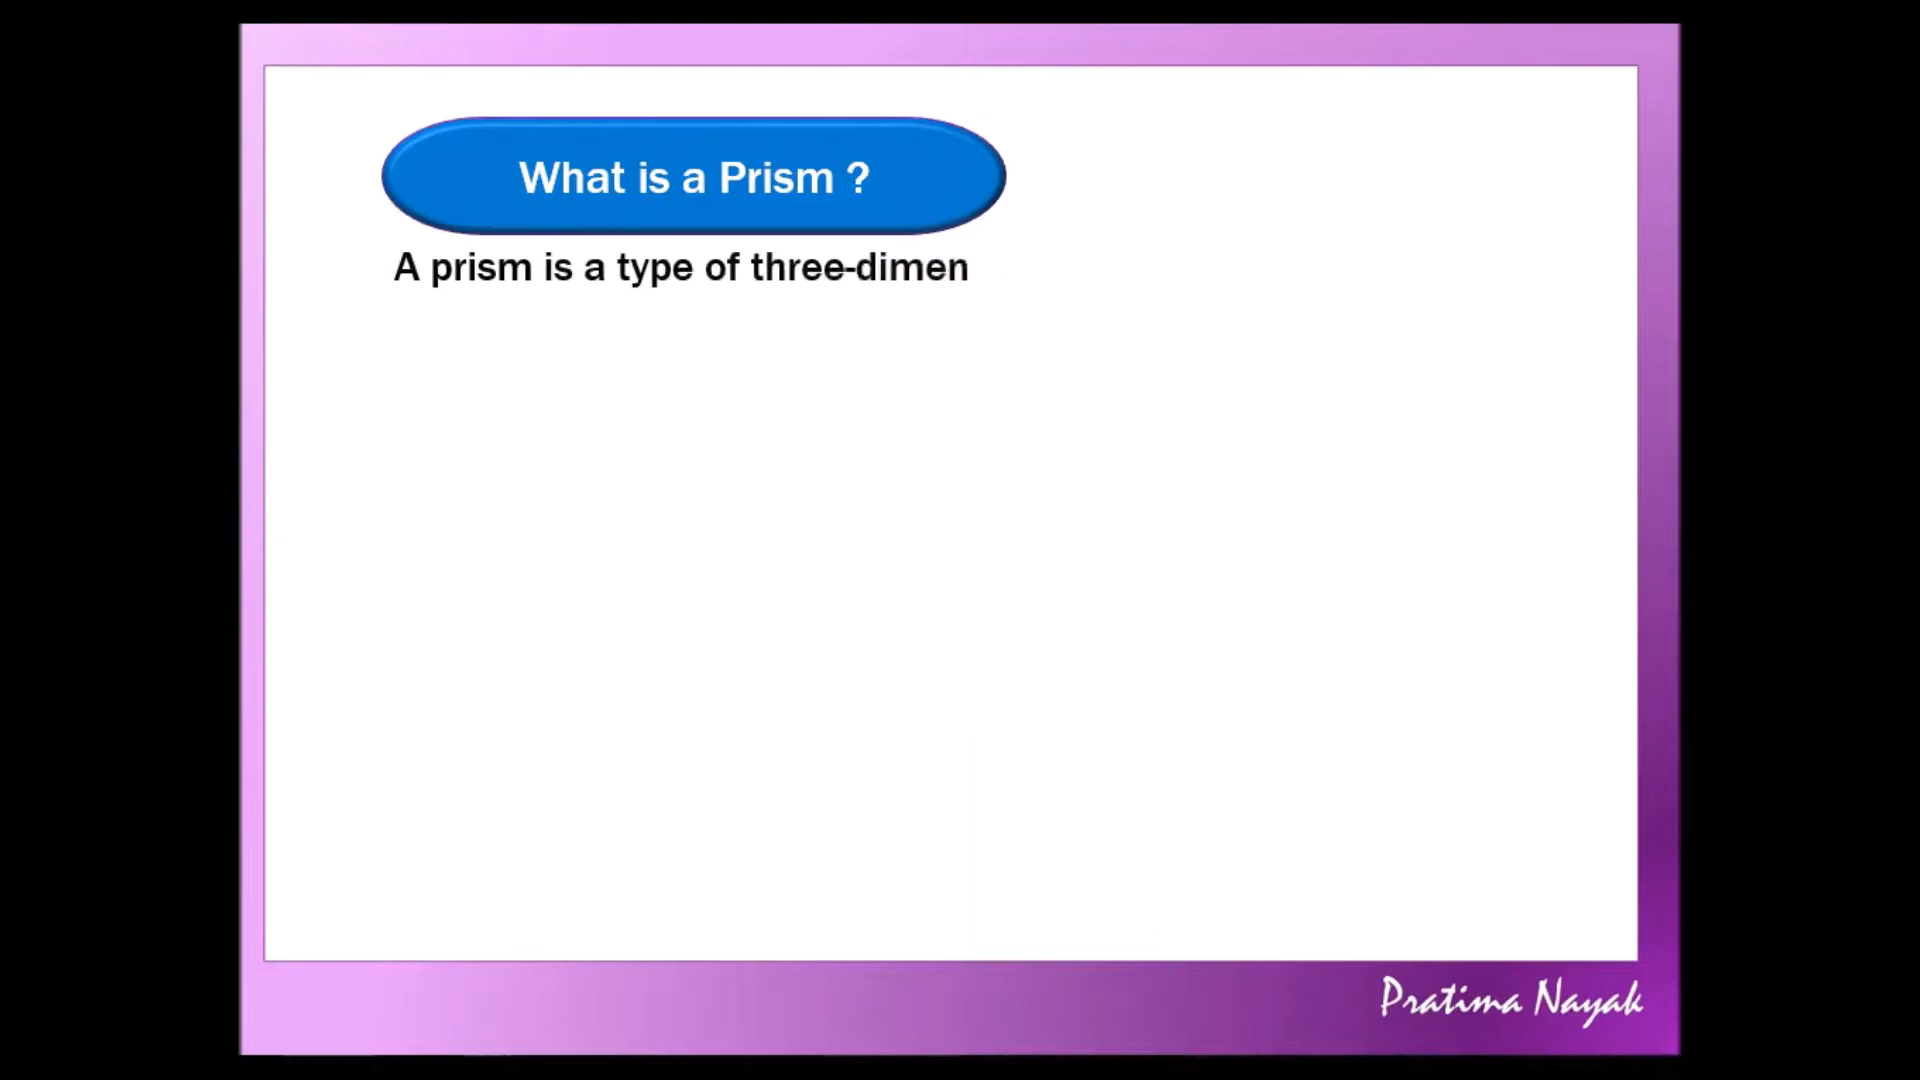 What is a Prism ?
A prism is a type of three-dimen
Pratima Nayak